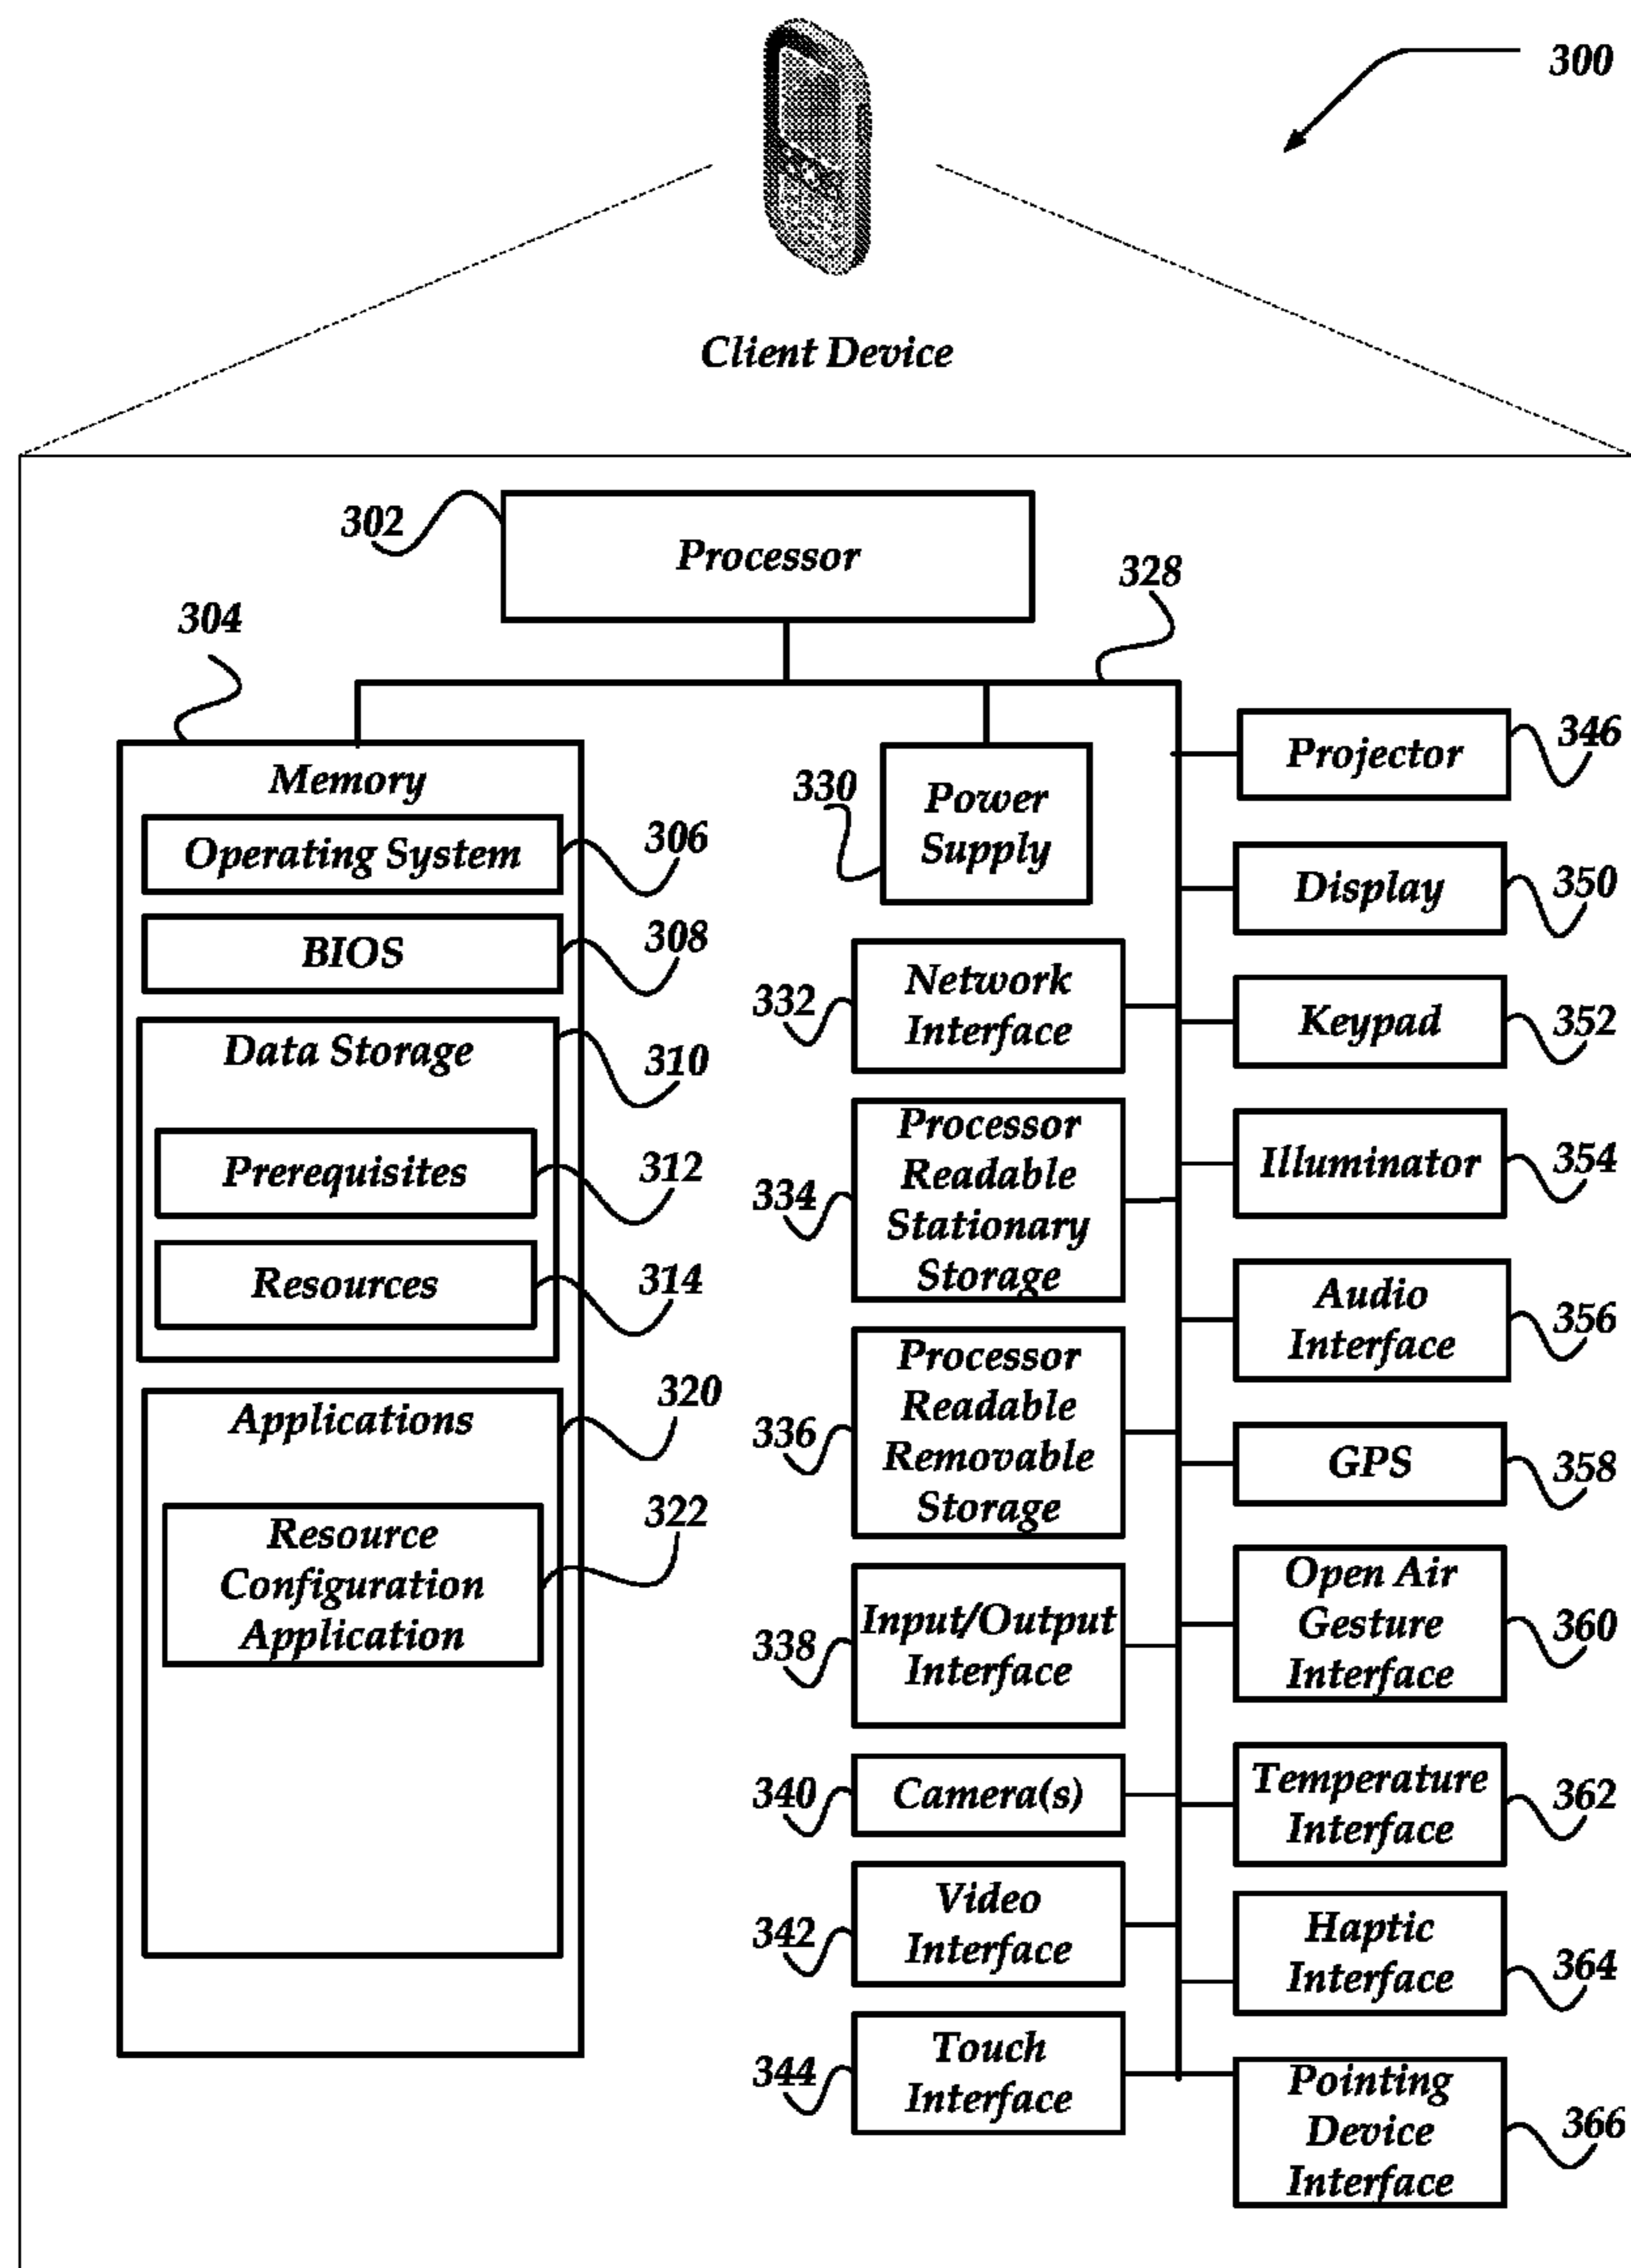 300
Client Device
302
Processor
328
304
Memory
Operating System
306
BIOS
308
Data Storage
310
Prerequisites
312
Resources
314
Applications
320
Resource
Configuration
Application
322
330
Power
Supply
332
Network
Interface
334
Processor
Readable
Stationary
Storage
336
Processor
Readable
Removable
Storage
338
Input/Output
Interface
340
Camera(s)
342
Video
Interface
344
Touch
Interface
Projector
346
Display
350
Keypad
352
Illuminator
354
Audio
Interface
356
GPS
358
Open Air
Gesture
Interface
360
Temperature
Interface
362
Haptic
Interface
364
Pointing
Device
Interface
366